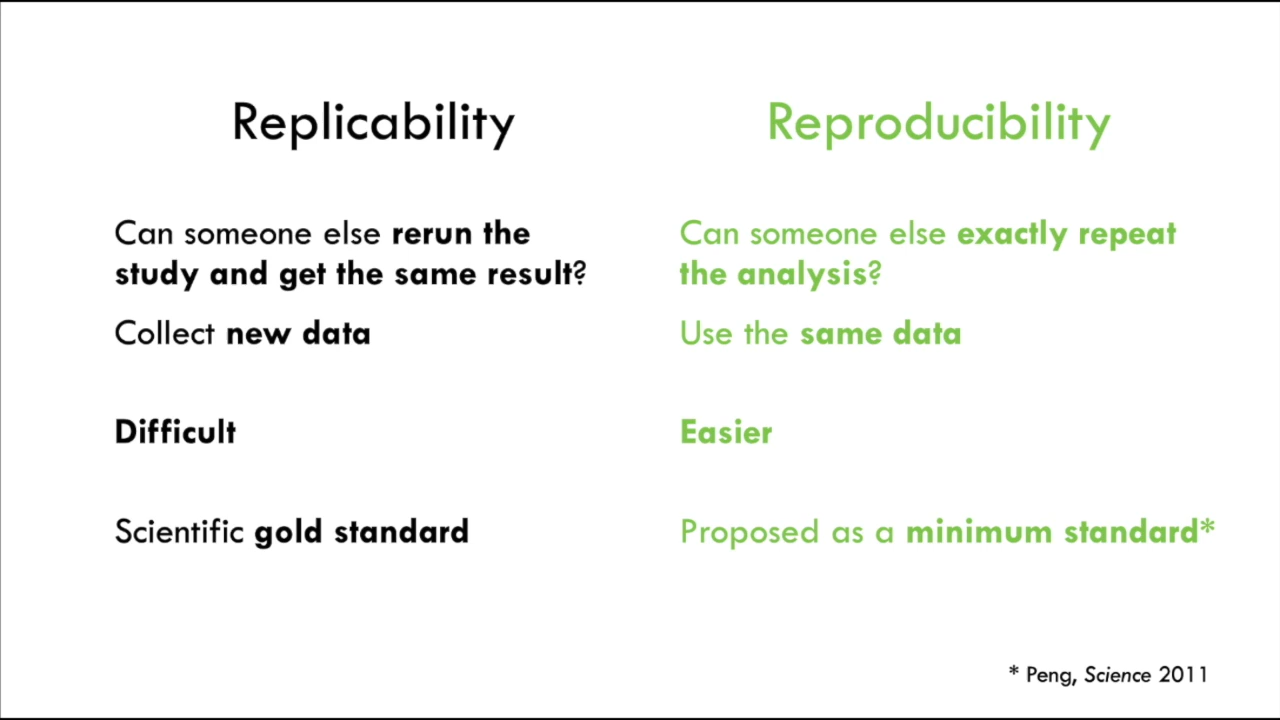 Replicability
Can someone else rerun the
study and get the same result?
Collect new data
Difficult
Scientific gold standard
Reproducibility
Can someone else exactly repeat
the analysis?
Use the same data
Easier
Proposed as a minimum standard*
* Peng, Science 2011